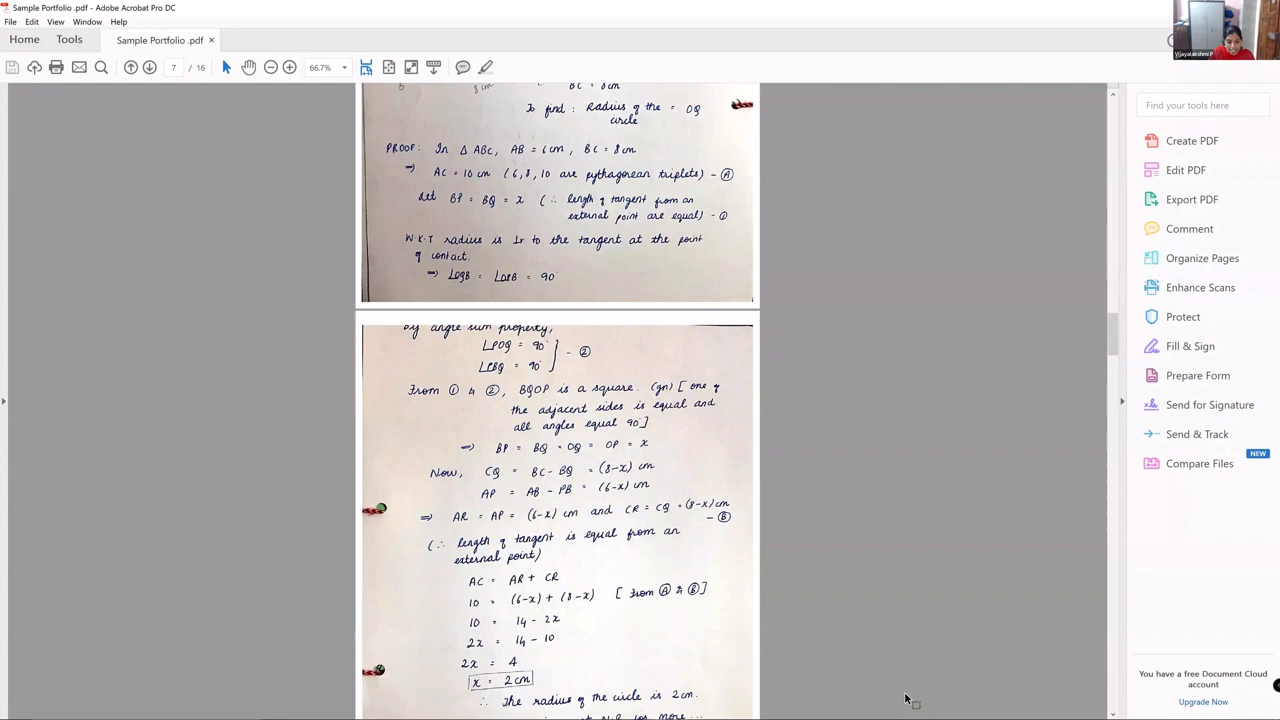 Sample Portfolio .pdf - Adobe Acrobat Pro DC
File Edit View Window Help
Home Tools Sample Portfolio .pdf ×
7 / 16 66.7%
Vijayalakshmi P
8 cm BC = 8cm
To find : Radius of the = OQ
circle
PROOF: In Δ ABC, AB = 6cm, BC = 8cm
⇒ AC = 10 cm (6, 8, 10 are pythagorean triplets) - Ⓐ
Let BP = BQ = x (∴ length of tangent from an
external point are equal) - ①
W.K.T radius is ⊥r to the tangent at the point
of contact.
⇒ ∠OQB = ∠OPB = 90°
By angle sum property,
∠POQ = 90°
∠PBQ = 90° } - ②
From ① & ②, BQOP is a square. (gn) [ one of
the adjacent sides is equal and
all angles equal 90°]
⇒ BP = BQ = OQ = OP = x
Now, CQ = BC - BQ = (8-x) cm
AP = AB - PB = (6-x) cm
⇒ AR = AP = (6-x) cm and CR = CQ = (8-x) cm
- Ⓑ
(∴ length of tangent is equal from an
external point)
AC = AR + CR
10 = (6-x) + (8-x) [ From Ⓐ & Ⓑ]
10 = 14 - 2x
2x = 14 - 10
2x = 4
x = 2cm
∴ The radius of the circle is 2cm.
for more...
Find your tools here
Create PDF
Edit PDF
Export PDF
Comment
Organize Pages
Enhance Scans
Protect
Fill & Sign
Prepare Form
Send for Signature
Send & Track
Compare Files NEW
You have a free Document Cloud
account
Upgrade Now